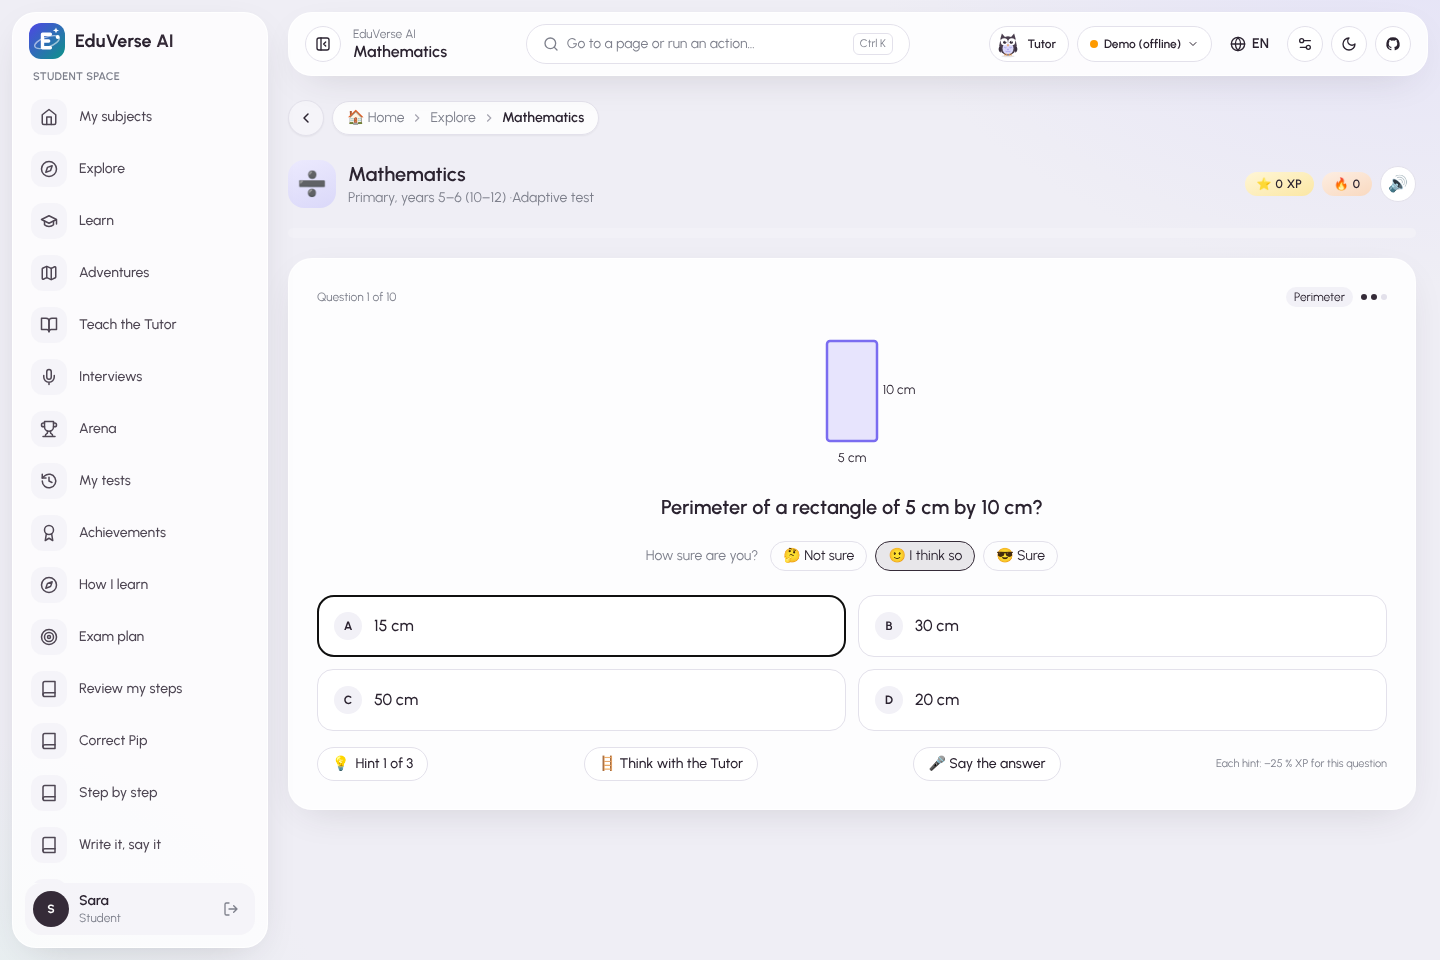 EduVerse AI
STUDENT SPACE
My subjects
Explore
Learn
Adventures
Teach the Tutor
Interviews
Arena
My tests
Achievements
How I learn
Exam plan
Review my steps
Correct Pip
Step by step
Write it, say it
S
Sara
Student
EduVerse AI
Mathematics
Go to a page or run an action...
Ctrl K
Tutor
Demo (offline)
EN
Home
Explore
Mathematics
Mathematics
Primary, years 5–6 (10–12) ·Adaptive test
0 XP
0
Question 1 of 10
Perimeter
10 cm
5 cm
Perimeter of a rectangle of 5 cm by 10 cm?
How sure are you?
Not sure
I think so
Sure
A 15 cm
B 30 cm
C 50 cm
D 20 cm
Hint 1 of 3
Think with the Tutor
Say the answer
Each hint: −25 % XP for this question